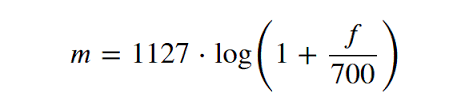 m = 1127 · log(1 + f/700)